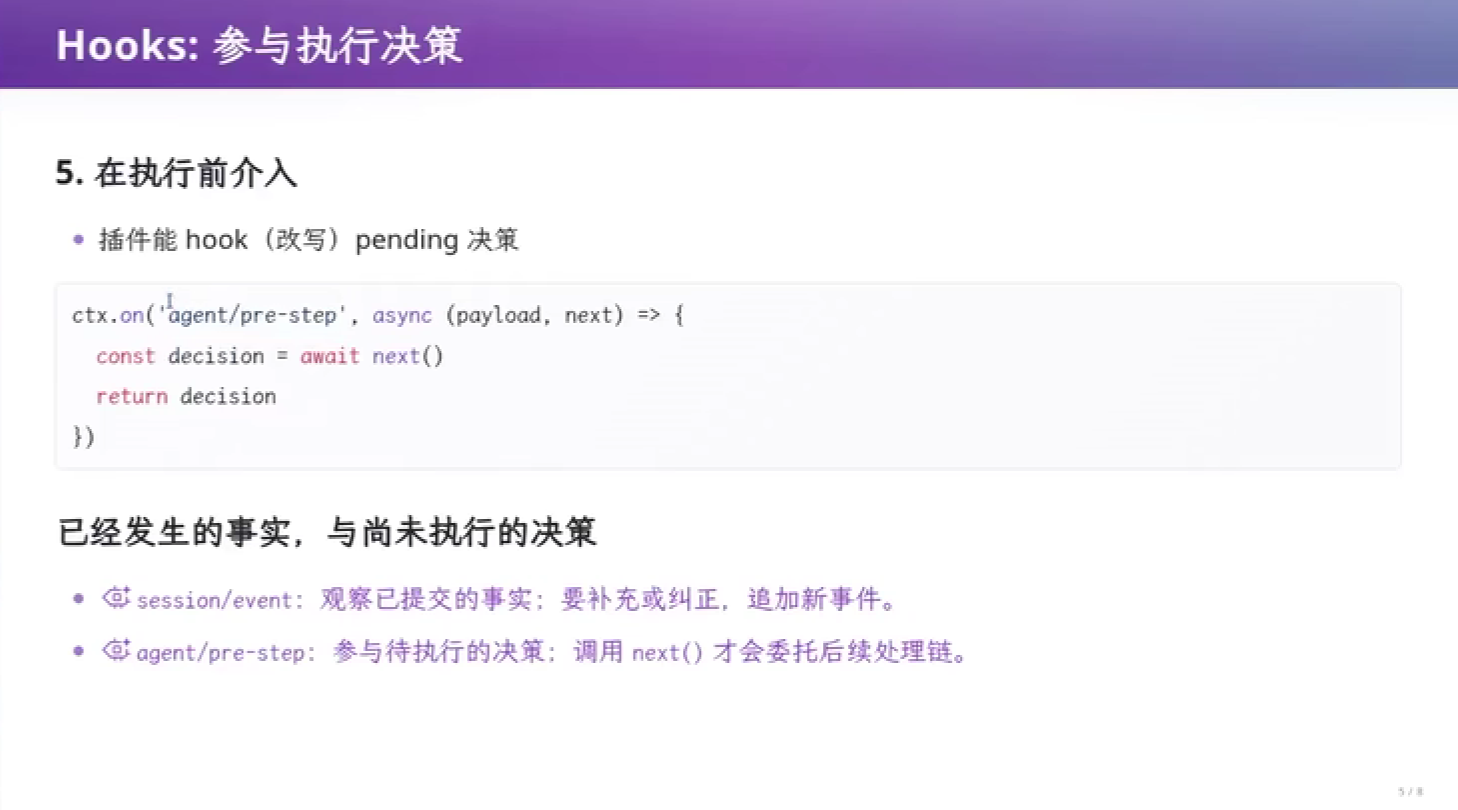 Hooks: 参与执行决策
5. 在执行前介入
插件能 hook（改写）pending 决策
ctx.on('agent/pre-step', async (payload, next) => {
  const decision = await next()
  return decision
})
已经发生的事实，与尚未执行的决策
session/event: 观察已提交的事实；要补充或纠正，追加新事件。
agent/pre-step: 参与待执行的决策；调用 next() 才会委托后续处理链。
5 / 8